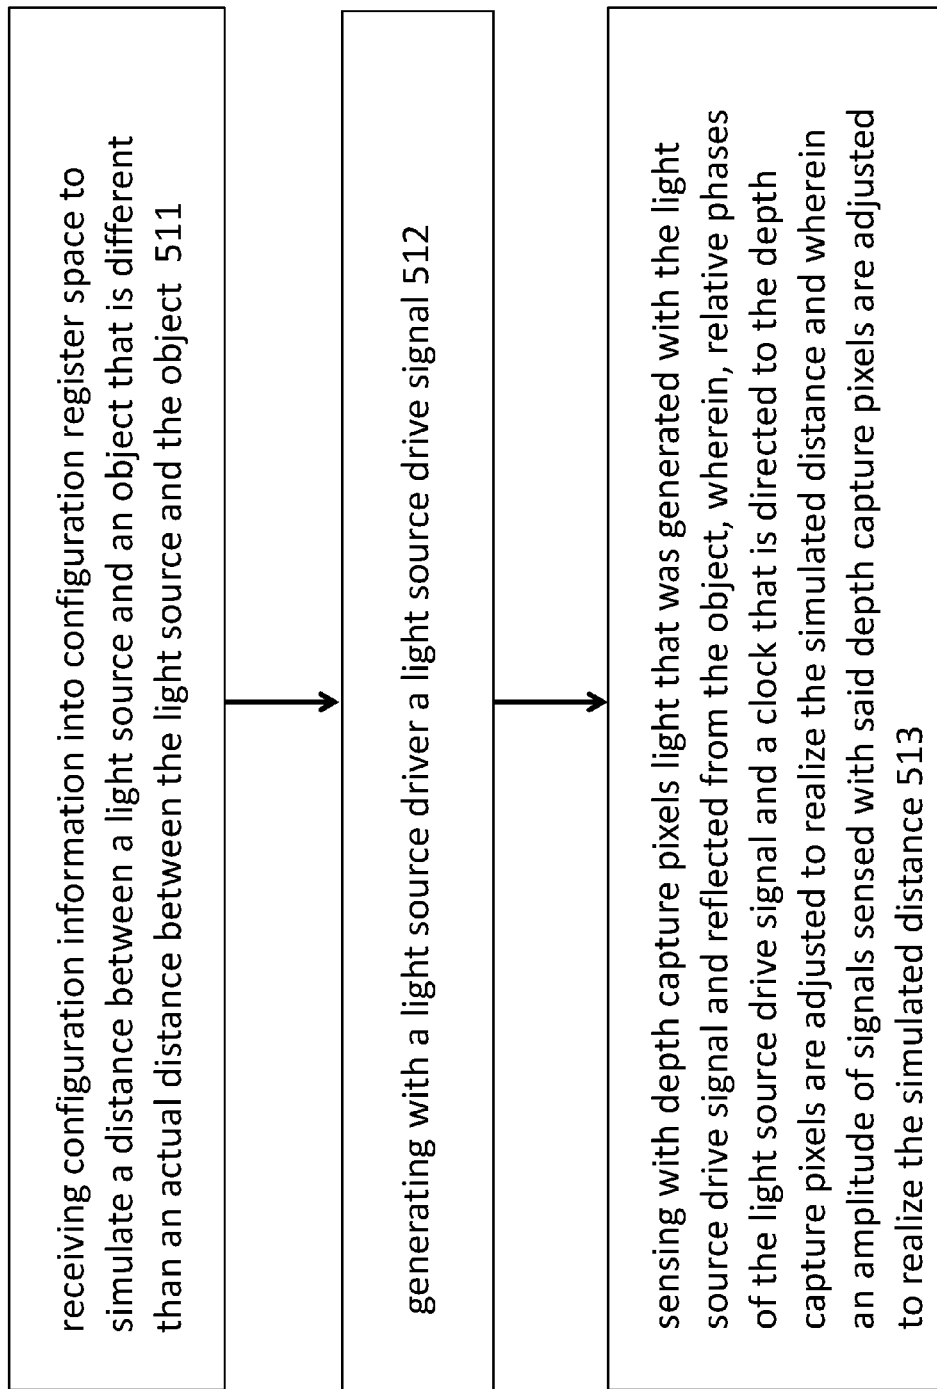 receiving configuration information into configuration register space to
simulate a distance between a light source and an object that is different
than an actual distance between the light source and the object 511
generating with a light source driver a light source drive signal 512
sensing with depth capture pixels light that was generated with the light
source drive signal and reflected from the object, wherein, relative phases
of the light source drive signal and a clock that is directed to the depth
capture pixels are adjusted to realize the simulated distance and wherein
an amplitude of signals sensed with said depth capture pixels are adjusted
to realize the simulated distance 513